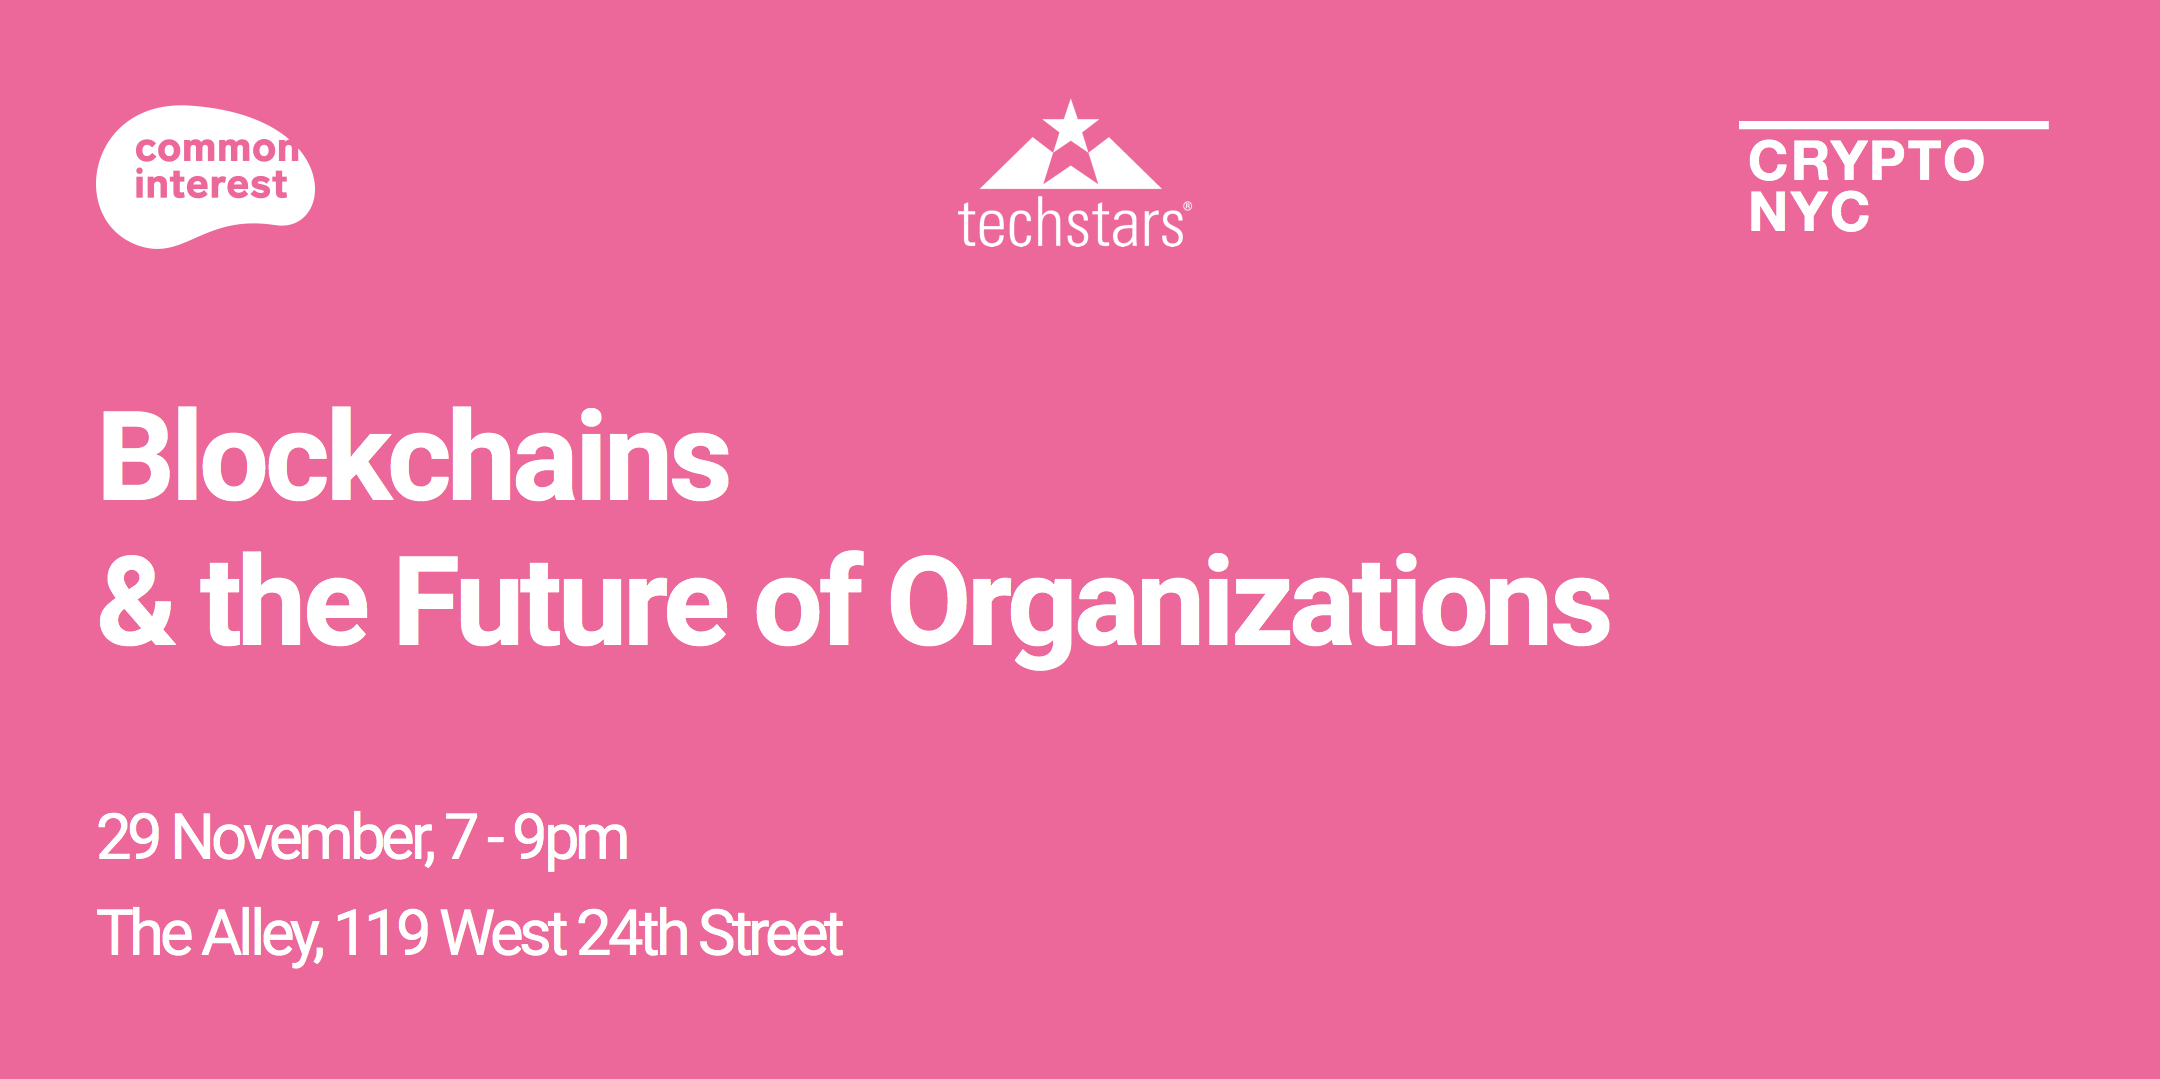 common
interest
techstars®
CRYPTO
NYC
Blockchains
& the Future of Organizations
29 November, 7 - 9pm
The Alley, 119 West 24th Street